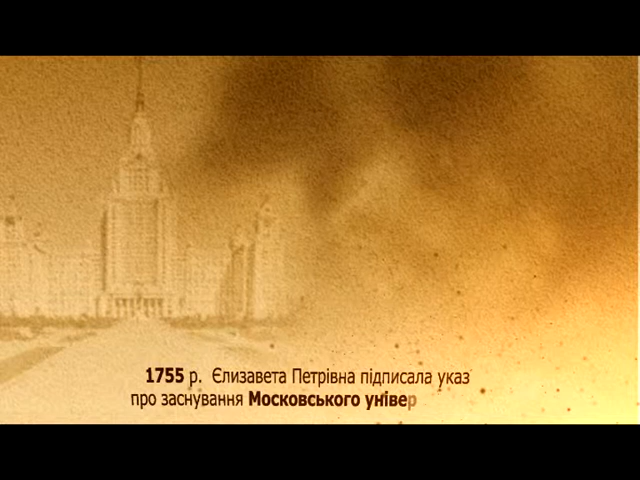 1755 р. Єлизавета Петрівна підписала указ
про заснування Московського універ